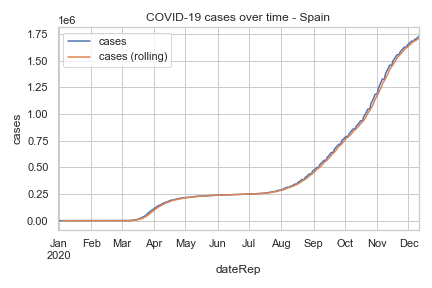 COVID-19 cases over time - Spain
1e6
cases
cases (rolling)
1.75
1.50
1.25
1.00
0.75
0.50
0.25
0.00
cases
Jan Feb Mar Apr May Jun Jul Aug Sep Oct Nov Dec
2020
dateRep